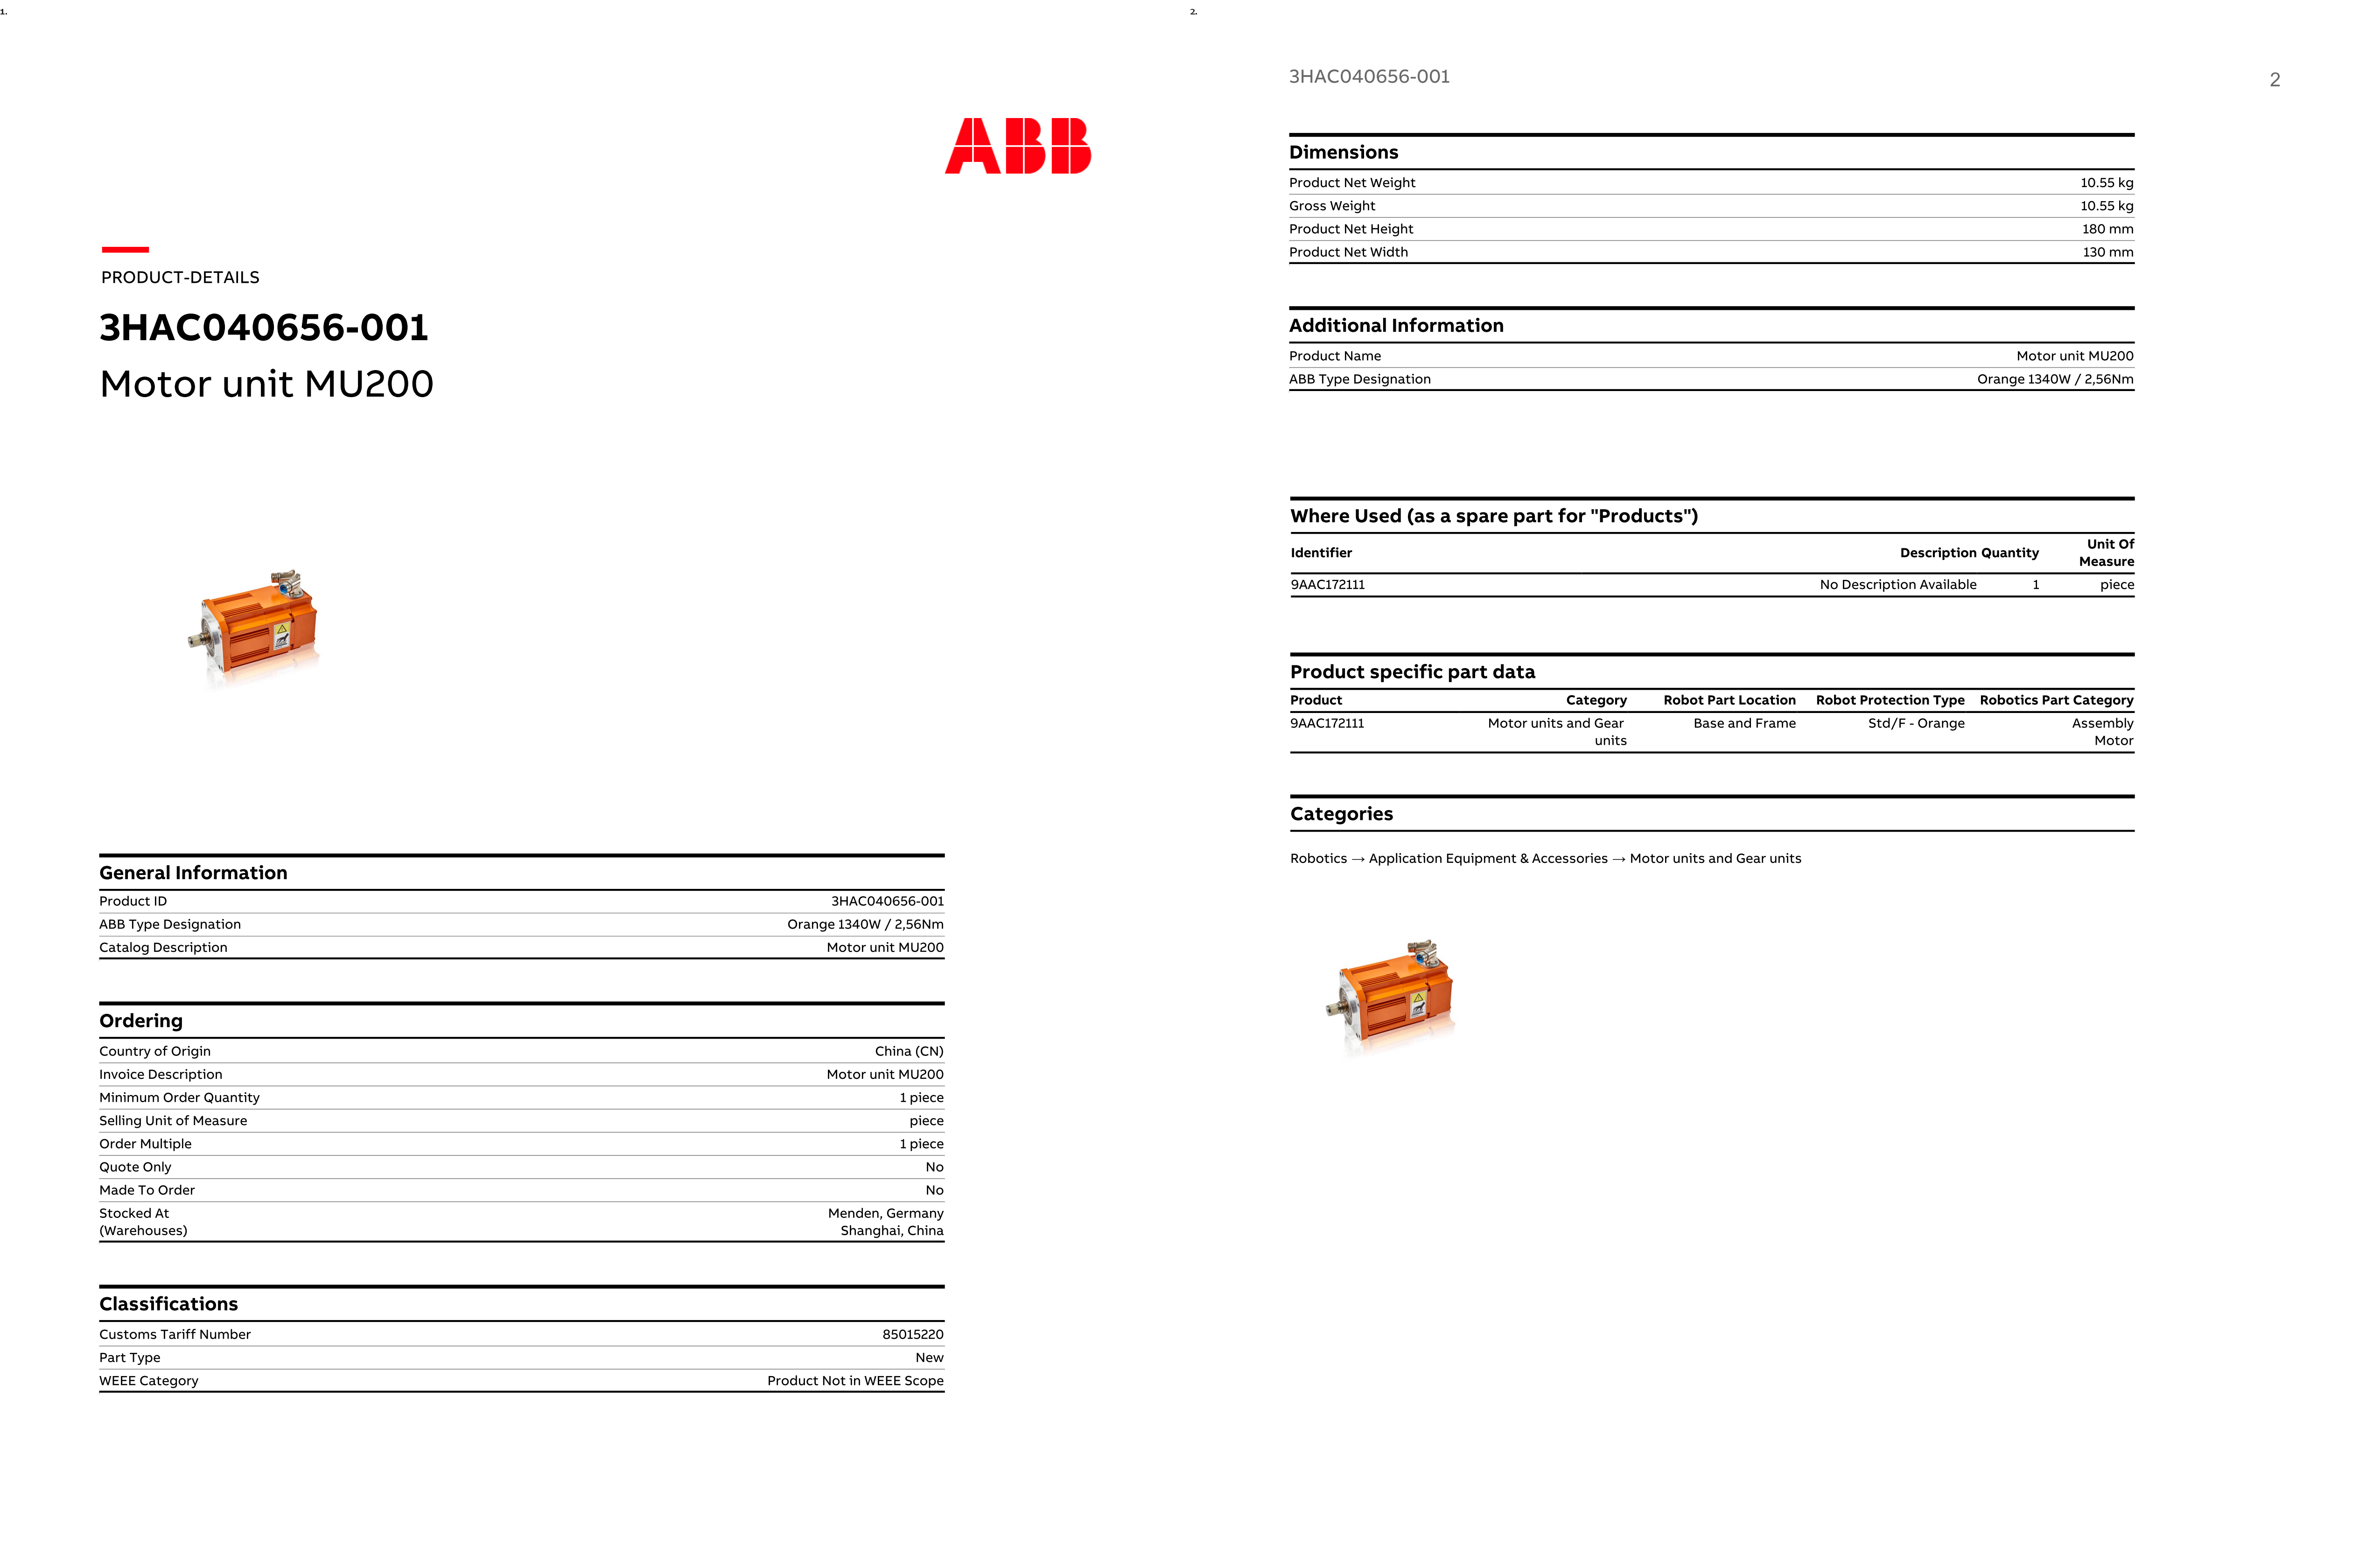 1.
ABB
PRODUCT-DETAILS
3HAC040656-001
Motor unit MU200
General Information
Product ID 3HAC040656-001
ABB Type Designation Orange 1340W / 2,56Nm
Catalog Description Motor unit MU200
Ordering
Country of Origin China (CN)
Invoice Description Motor unit MU200
Minimum Order Quantity 1 piece
Selling Unit of Measure piece
Order Multiple 1 piece
Quote Only No
Made To Order No
Stocked At Menden, Germany
(Warehouses) Shanghai, China
Classifications
Customs Tariff Number 85015220
Part Type New
WEEE Category Product Not in WEEE Scope
2.
3HAC040656-001 2
Dimensions
Product Net Weight 10.55 kg
Gross Weight 10.55 kg
Product Net Height 180 mm
Product Net Width 130 mm
Additional Information
Product Name Motor unit MU200
ABB Type Designation Orange 1340W / 2,56Nm
Where Used (as a spare part for "Products")
Identifier Description Quantity Unit Of
Measure
9AAC172111 No Description Available 1 piece
Product specific part data
Product Category Robot Part Location Robot Protection Type Robotics Part Category
9AAC172111 Motor units and Gear Base and Frame Std/F - Orange Assembly
units Motor
Categories
Robotics → Application Equipment & Accessories → Motor units and Gear units